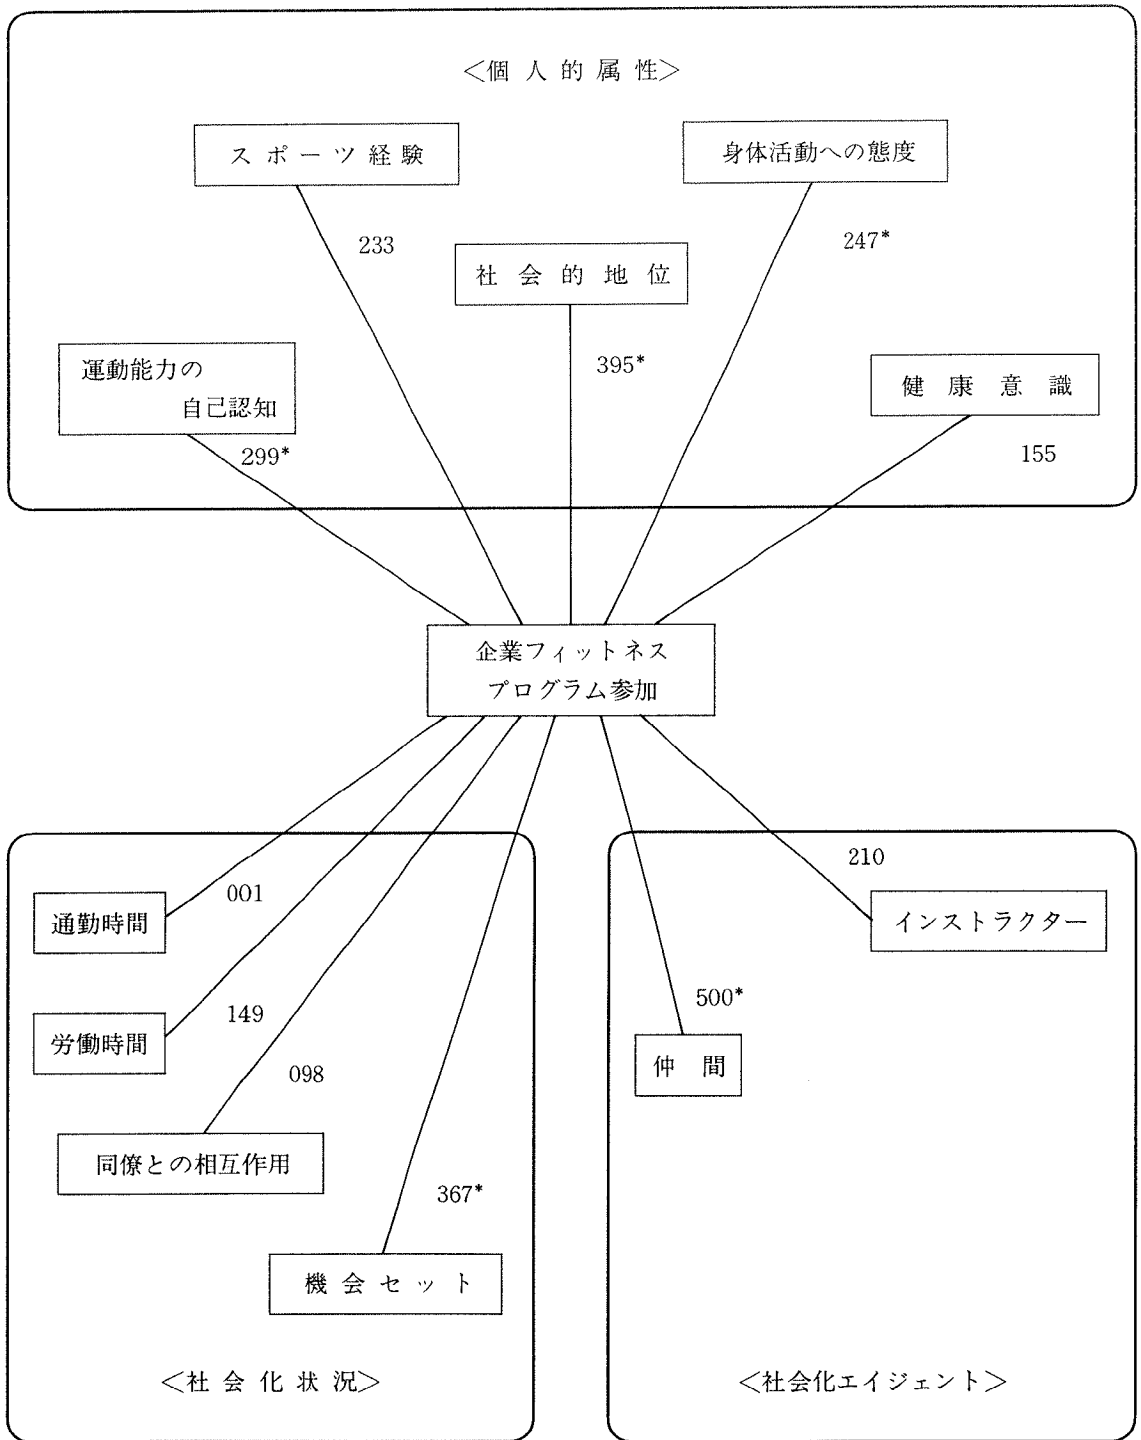 <個人的属性>
スポーツ経験
身体活動への態度
233
247*
社会的地位
395*
運動能力の
自己認知
299*
健康意識
155
企業フィットネス
プログラム参加
通勤時間
001
労働時間
149
098
同僚との相互作用
367*
機会セット
<社会化状況>
210
インストラクター
500*
仲間
<社会化エイジェント>